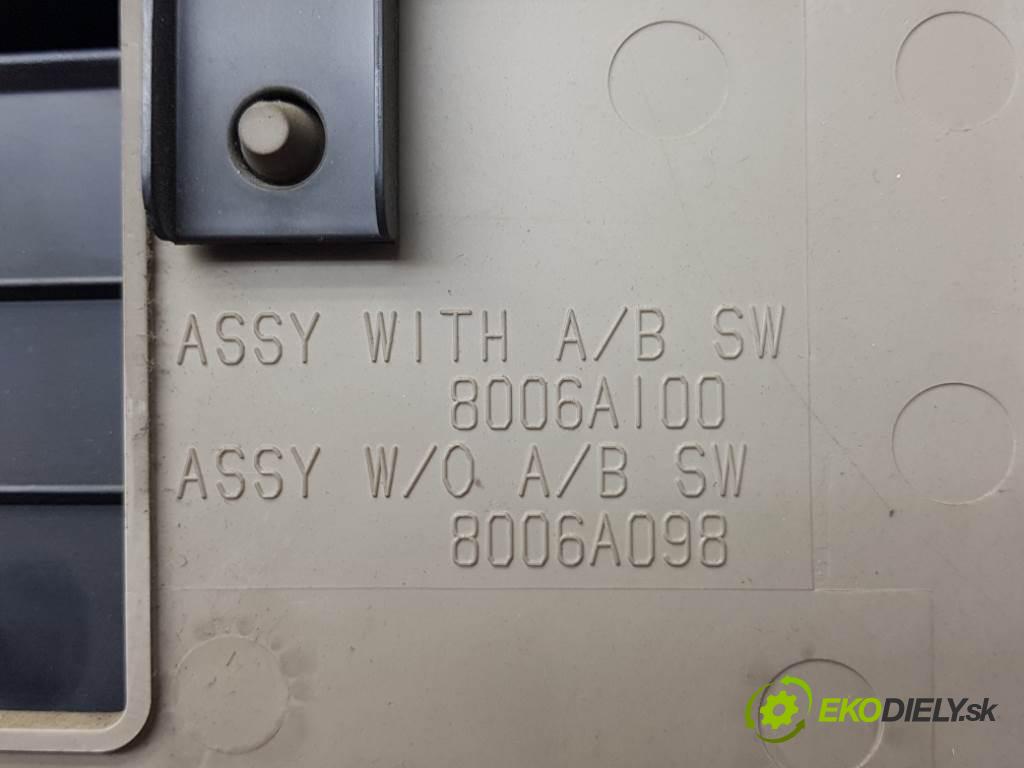 ASSY WITH A/B SW
8006A100
ASSY W/O A/B SW
8006A098
EKODIELY.sk